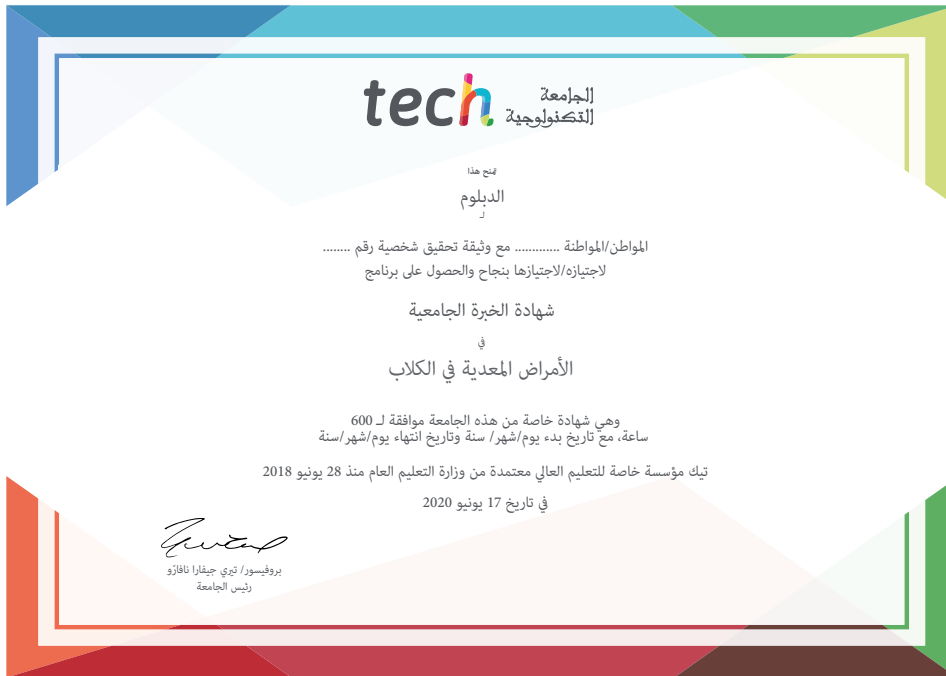 tech الجامعة
التكنولوجية
يمنح هذا
الدبلوم
لـ
المواطن/المواطنة ............. مع وثيقة تحقيق شخصية رقم ........
لاجتيازه/لاجتيازها بنجاح والحصول على برنامج
شهادة الخبرة الجامعية
في
الأمراض المعدية في الكلاب
وهي شهادة خاصة من هذه الجامعة موافقة لـ 600
ساعة، مع تاريخ بدء يوم/شهر/ سنة وتاريخ انتهاء يوم/شهر/سنة
تيك مؤسسة خاصة للتعليم العالي معتمدة من وزارة التعليم العام منذ 28 يونيو 2018
في تاريخ 17 يونيو 2020
بروفيسور/ تيري جيفارا نافارّو
رئيس الجامعة